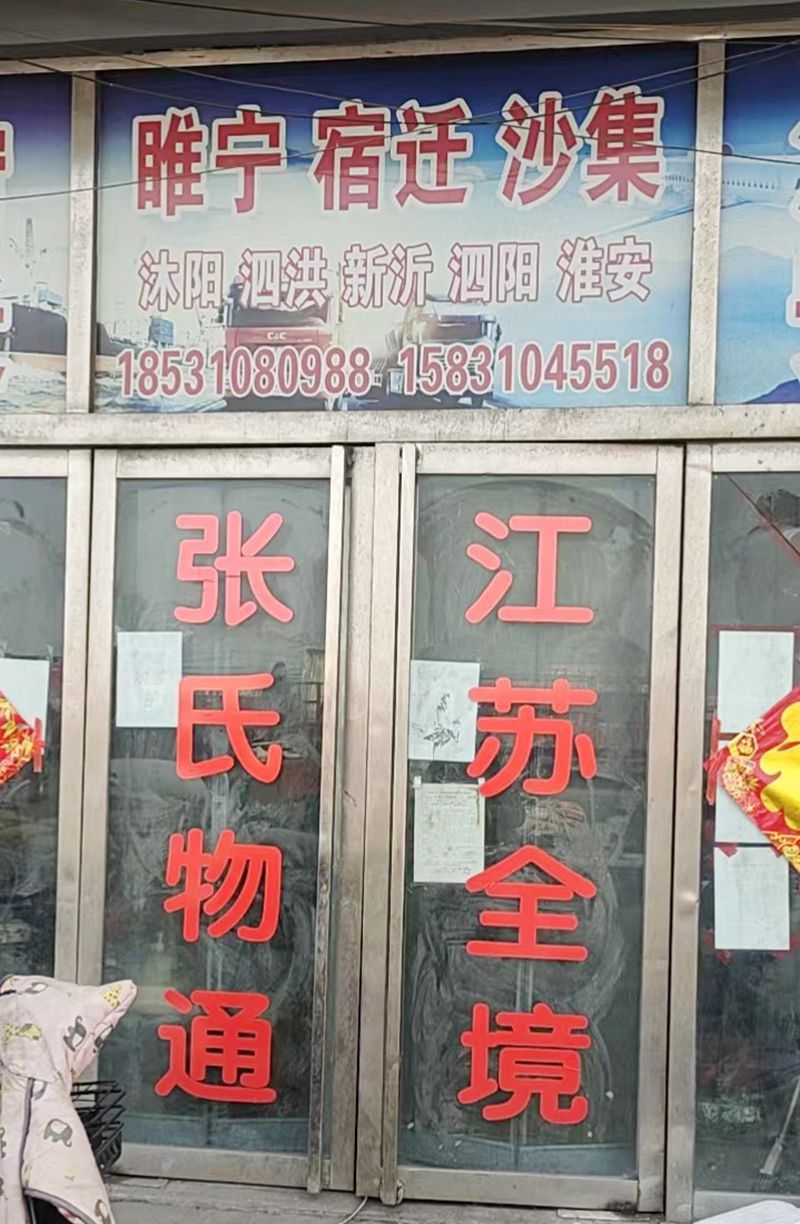 睢宁 宿迁 沙集
沐阳 泗洪 新沂 泗阳 淮安
18531080988 15831045518
张氏物通
江苏全境